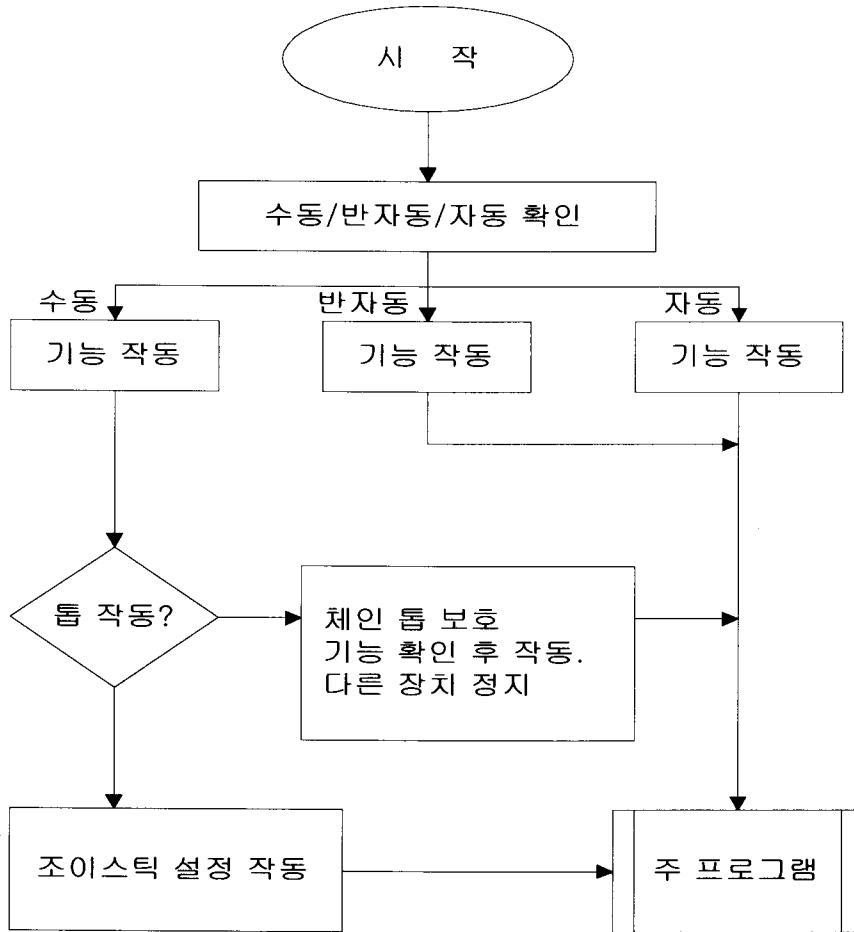 시 작
수동/반자동/자동 확인
수동
반자동
자동
기능 작동
기능 작동
기능 작동
톱 작동?
체인 톱 보호
기능 확인 후 작동.
다른 장치 정지
조이스틱 설정 작동
주 프로그램